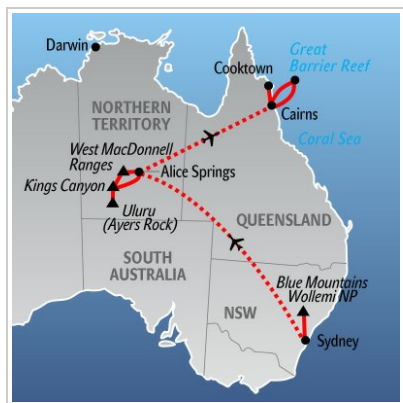 Darwin
Great
Barrier Reef
Cooktown
NORTHERN
TERRITORY
Cairns
Coral Sea
West MacDonnell
Ranges
Alice Springs
Kings Canyon
Uluru
(Ayers Rock)
QUEENSLAND
SOUTH
AUSTRALIA
Blue Mountains
Wollemi NP
NSW
Sydney